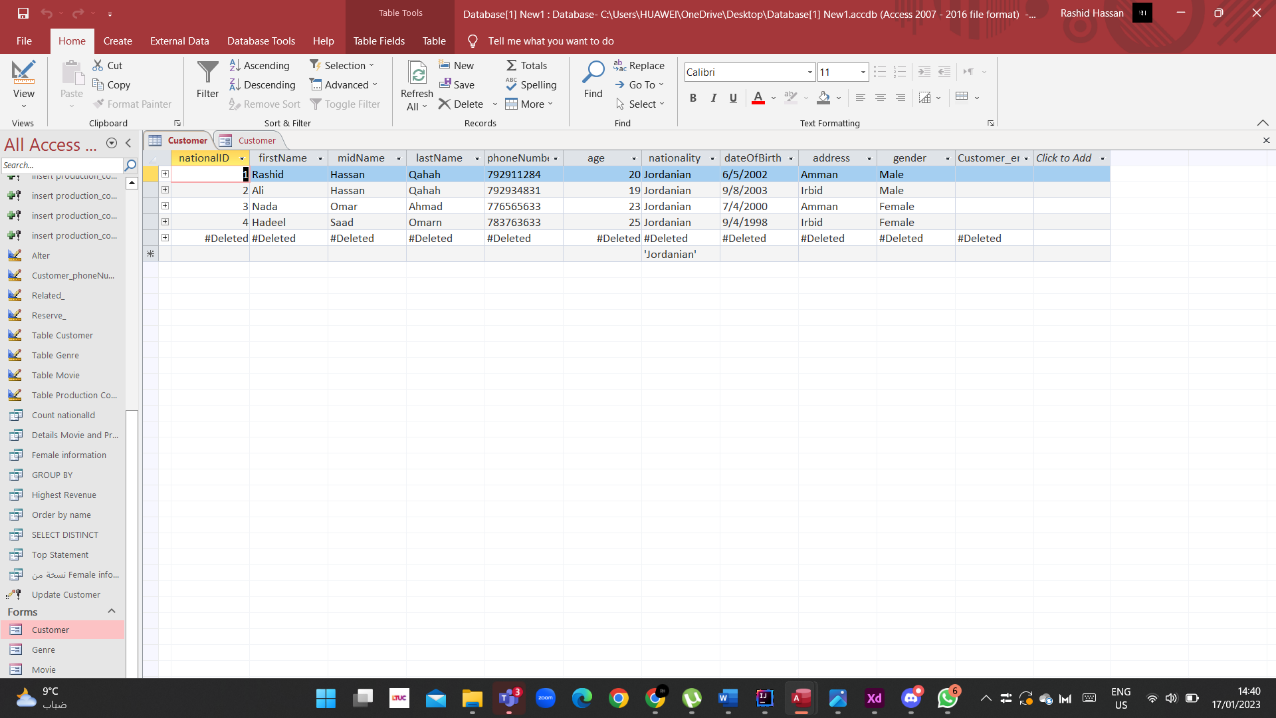 Table Tools
Database[1] New1 : Database- C:\Users\HUAWEI\OneDrive\Desktop\Database[1] New1.accdb (Access 2007 - 2016 file format) -...
Rashid Hassan
File Home Create External Data Database Tools Help Table Fields Table Tell me what you want to do
View
Views
Paste
Cut
Copy
Format Painter
Clipboard
Filter
Ascending
Descending
Remove Sort
Selection
Advanced
Toggle Filter
Sort & Filter
Refresh
All
New
Save
Delete
Totals
Spelling
More
Records
Find
Replace
Go To
Select
Find
Calibri 11
B I U A
Text Formatting
All Access ...
Search...
Customer Customer
nationalID firstName midName lastName phoneNumbe age nationality dateOfBirth address gender Customer_er Click to Add
1 Rashid Hassan Qahah 792911284 20 Jordanian 6/5/2002 Amman Male
2 Ali Hassan Qahah 792934831 19 Jordanian 9/8/2003 Irbid Male
3 Nada Omar Ahmad 776565633 23 Jordanian 7/4/2000 Amman Female
4 Hadeel Saad Omarn 783763633 25 Jordanian 9/4/1998 Irbid Female
#Deleted #Deleted #Deleted #Deleted #Deleted #Deleted #Deleted #Deleted #Deleted #Deleted #Deleted
'Jordanian'
insert production_co...
insert production_co...
insert production_co...
insert production_co...
Alter
Customer_phoneNu...
Related_
Reserve_
Table Customer
Table Genre
Table Movie
Table Production Co...
Count nationalId
Details Movie and Pr...
Female information
GROUP BY
Highest Revenue
Order by name
SELECT DISTINCT
Top Statement
نسخة من Female info...
Update Customer
Forms
Customer
Genre
Movie
9°C
ضباب
LTUC
3
zoom
W
IJ
A
Xd
6
ENG
US
14:40
17/01/2023